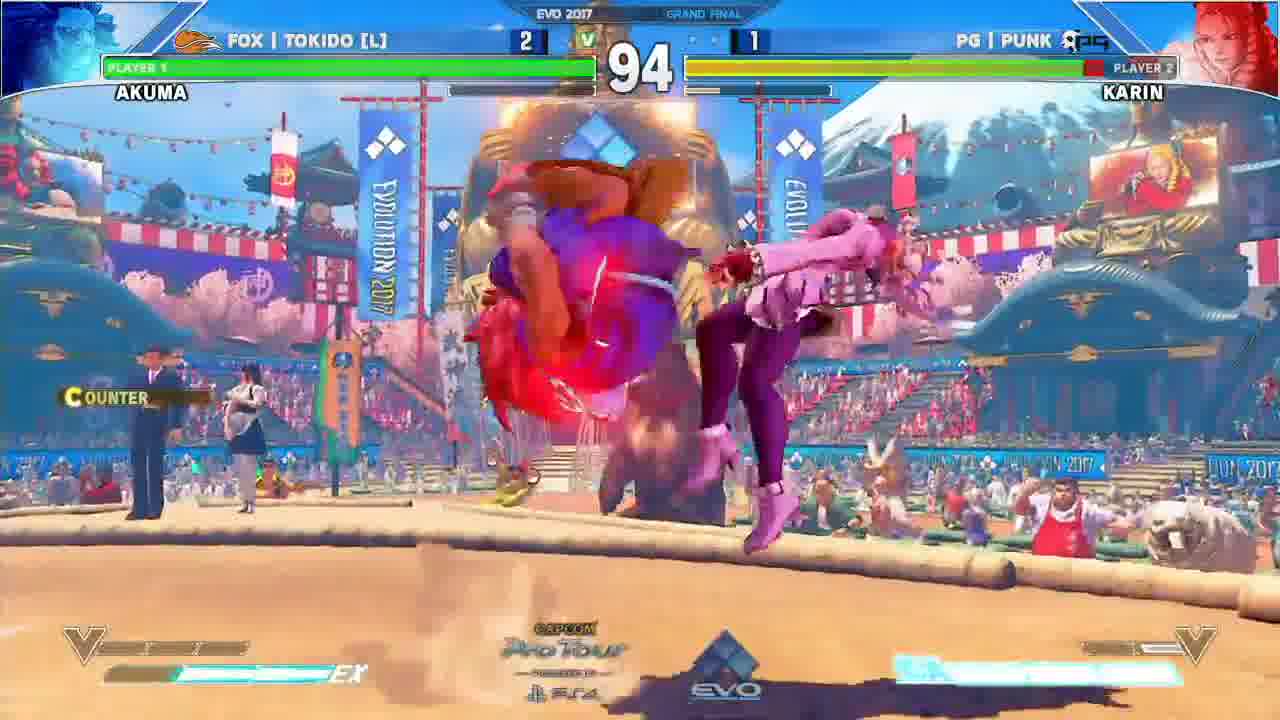 EVO 2017 GRAND FINAL
FOX | TOKIDO [L] 2 V 94 1 PG | PUNK PG
PLAYER 1 PLAYER 2
AKUMA KARIN
EVOLUTION 2017
COUNTER
EX
CAPCOM
Pro Tour
PS4
EVO